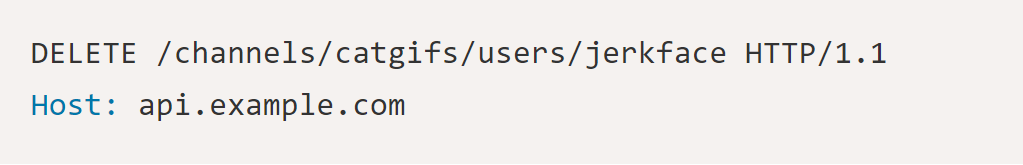 DELETE /channels/catgifs/users/jerkface HTTP/1.1
Host: api.example.com